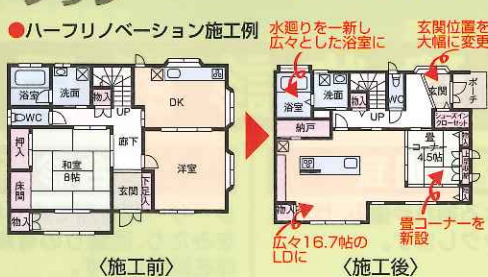 ●ハーフリノベーション施工例
水廻りを一新し
広々とした浴室に
玄関位置を
大幅に変更
浴室
洗面
物入
UP
DK
WC
押入
和室
8帖
廊下
洋室
床の間
玄関
下足入
物入
〈施工前〉
浴室
洗面
物入
UP
WC
玄関
ポーチ
シューズイン
クローゼット
納戸
畳
コーナー
4.5帖
物入
物入
広々16.7帖の
LDに
畳コーナーを
新設
〈施工後〉